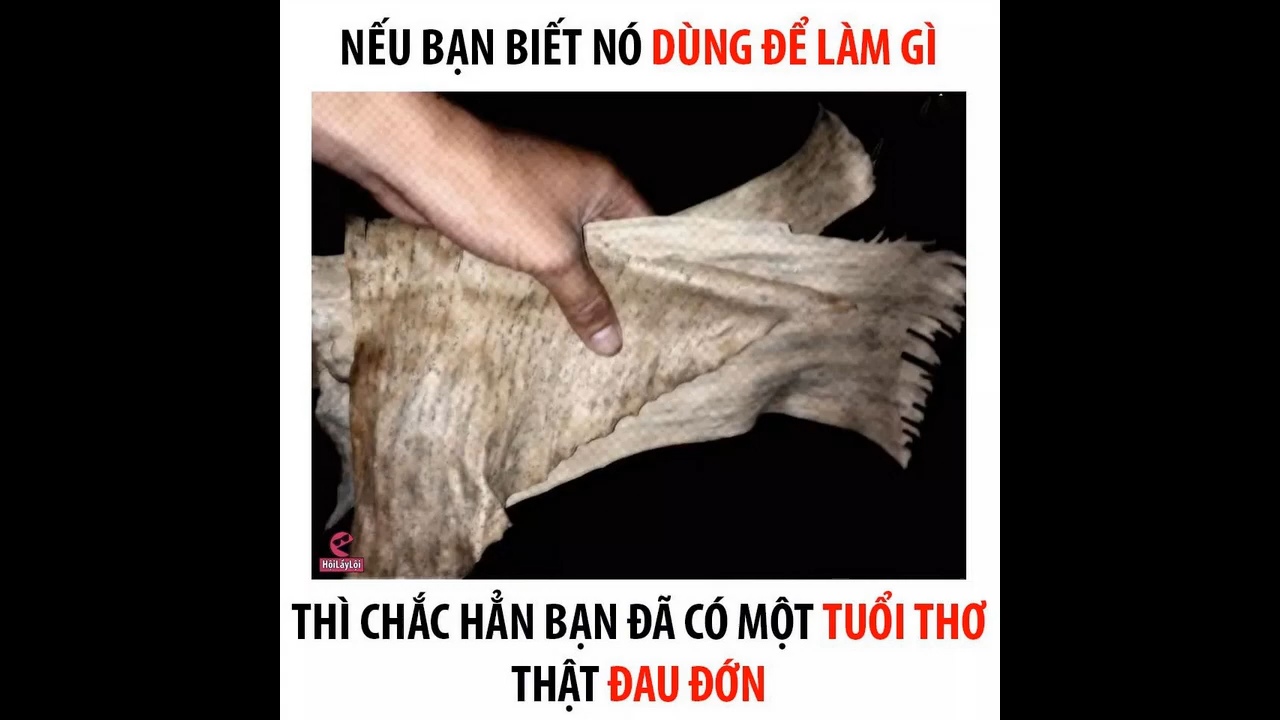 NẾU BẠN BIẾT NÓ DÙNG ĐỂ LÀM GÌ
HộiLầyLội
THÌ CHẮC HẲN BẠN ĐÃ CÓ MỘT TUỔI THƠ
THẬT ĐAU ĐỚN